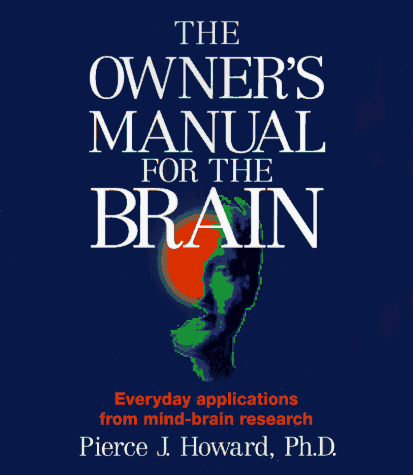 THE
OWNER'S
MANUAL
FOR THE
BRAIN
Everyday applications
from mind-brain research
Pierce J. Howard, Ph.D.